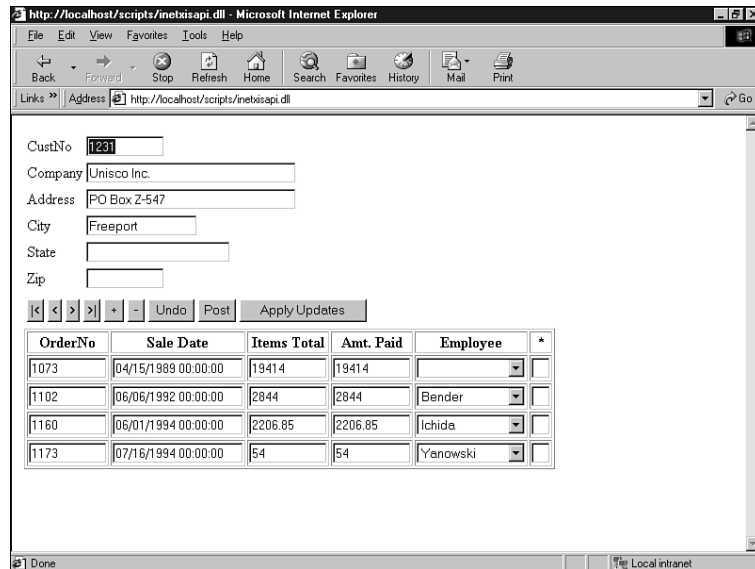 http://localhost/scripts/inetxisapi.dll - Microsoft Internet Explorer
File Edit View Favorites Tools Help
Back Forward Stop Refresh Home Search Favorites History Mail Print
Links » Address http://localhost/scripts/inetxisapi.dll Go
CustNo 1231
Company Unisco Inc.
Address PO Box Z-547
City Freeport
State
Zip
|< < > >| + - Undo Post Apply Updates
OrderNo Sale Date Items Total Amt. Paid Employee *
1073 04/15/1989 00:00:00 19414 19414
1102 06/06/1992 00:00:00 2844 2844 Bender
1160 06/01/1994 00:00:00 2206.85 2206.85 Ichida
1173 07/16/1994 00:00:00 54 54 Yanowski
Done Local intranet